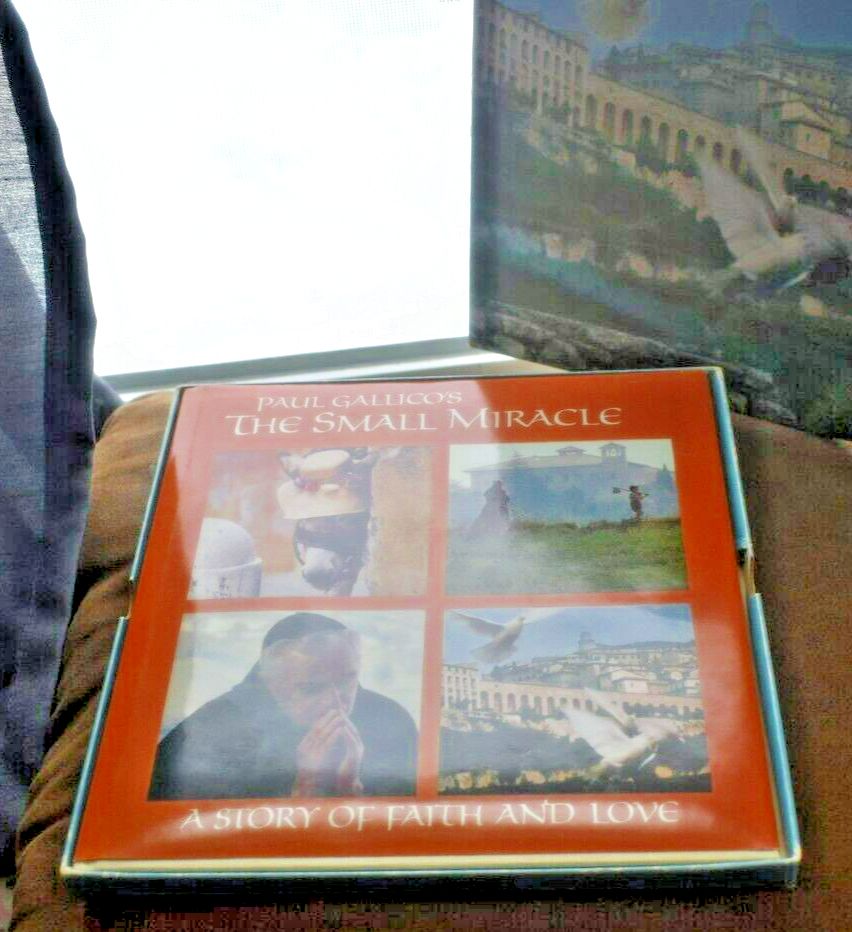 PAUL GALLICO'S
THE SMALL MIRACLE
A STORY OF FAITH AND LOVE